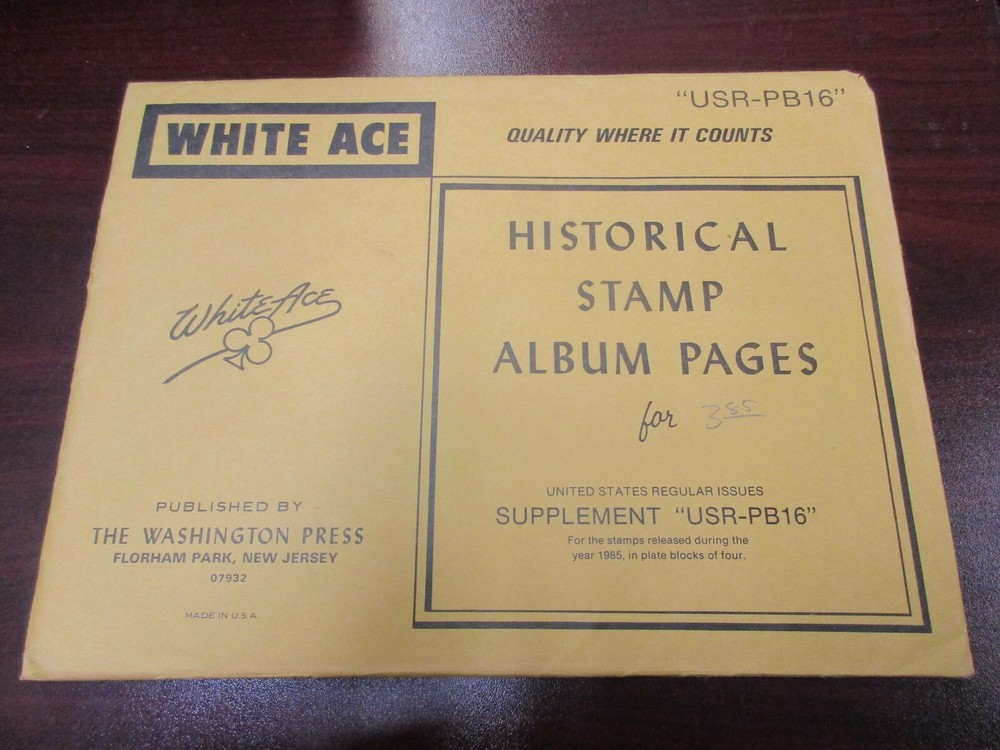 "USR-PB16"
WHITE ACE
QUALITY WHERE IT COUNTS
HISTORICAL
STAMP
ALBUM PAGES
for 3 85
White Ace
UNITED STATES REGULAR ISSUES
SUPPLEMENT "USR-PB16"
For the stamps released during the
year 1985, in plate blocks of four.
PUBLISHED BY
THE WASHINGTON PRESS
FLORHAM PARK, NEW JERSEY
07932
MADE IN U.S.A.